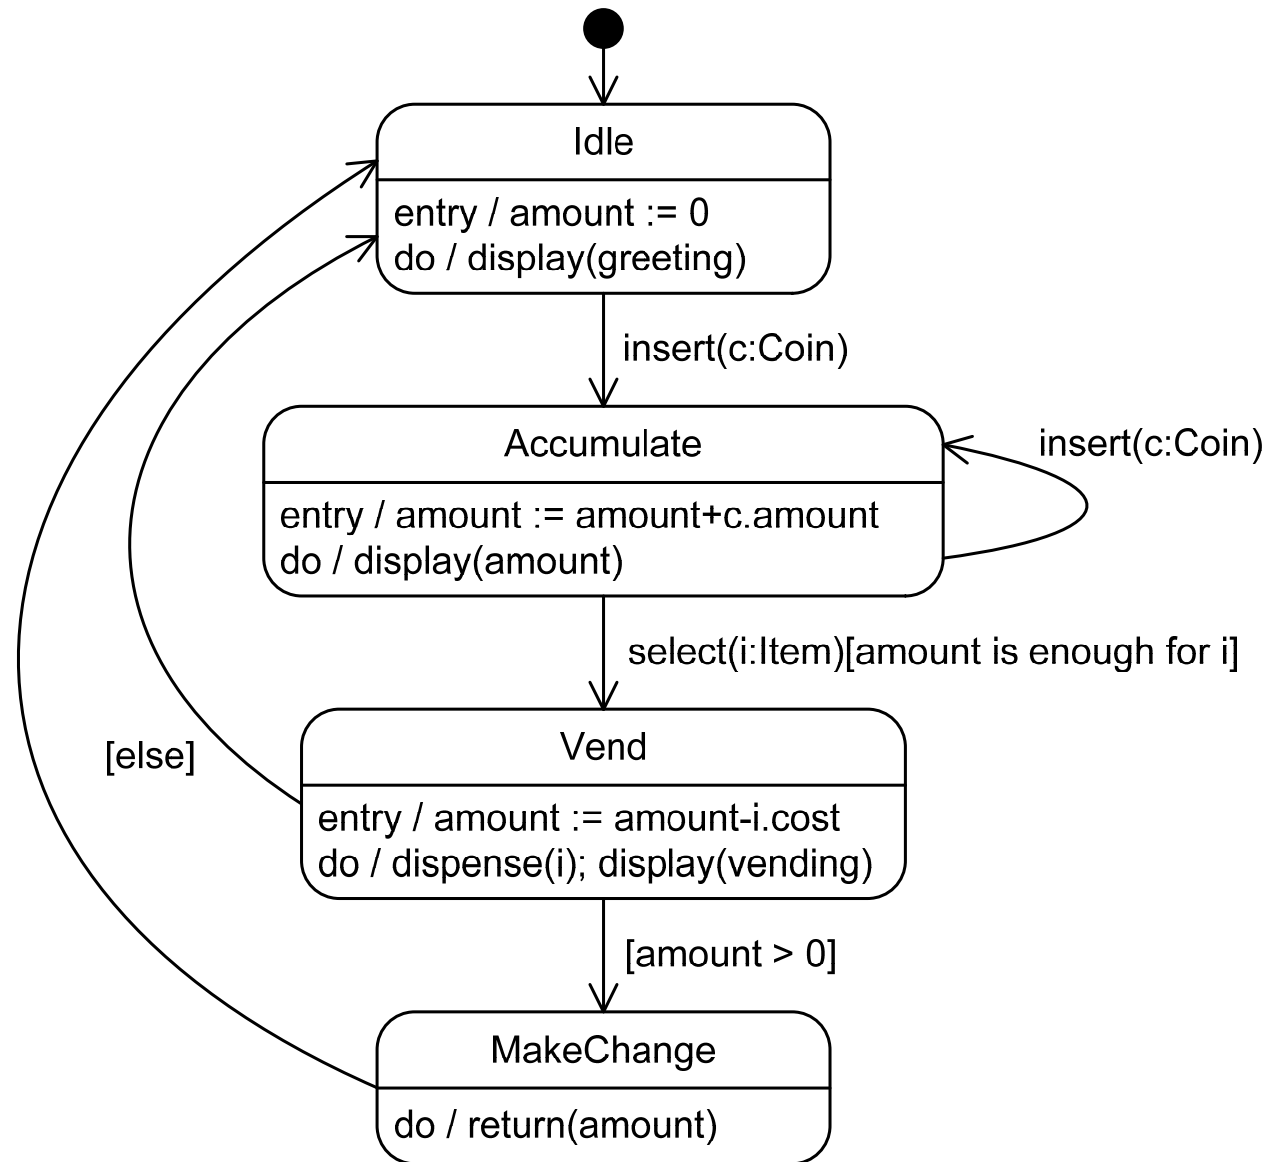 Idle
entry / amount := 0
do / display(greeting)
insert(c:Coin)
Accumulate
insert(c:Coin)
entry / amount := amount+c.amount
do / display(amount)
select(i:Item)[amount is enough for i]
Vend
[else]
entry / amount := amount-i.cost
do / dispense(i); display(vending)
[amount > 0]
MakeChange
do / return(amount)